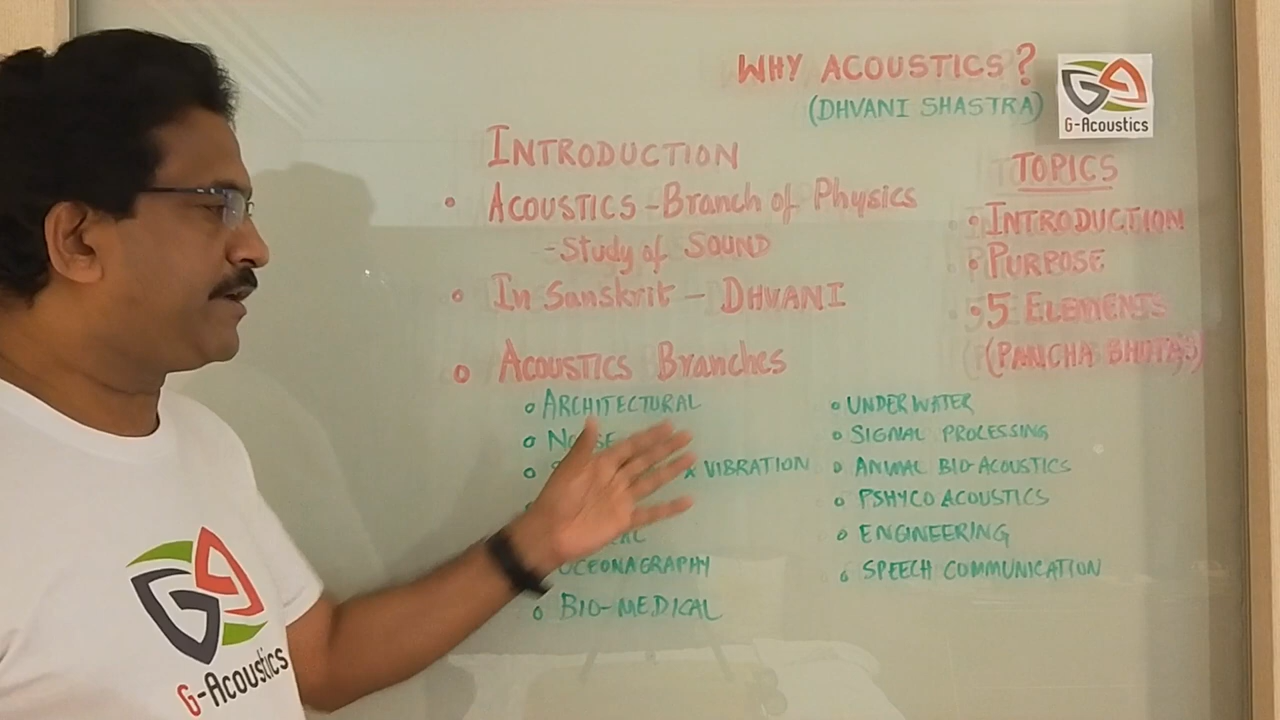 WHY ACOUSTICS?
(DHVANI SHASTRA)
G-Acoustics
INTRODUCTION
• ACOUSTICS - Branch of Physics
- Study of SOUND
• In Sanskrit - DHVANI
• ACOUSTICS Branches
• ARCHITECTURAL
• NOISE
VIBRATION
OCEONAGRAPHY
• BIO-MEDICAL
• UNDERWATER
• SIGNAL PROCESSING
• ANIMAL BIO-ACOUSTICS
• PSHYCO ACOUSTICS
• ENGINEERING
• SPEECH COMMUNICATION
TOPICS
• INTRODUCTION
• PURPOSE
• 5 ELEMENTS
(PANCHA BHUTAS)
G-Acoustics